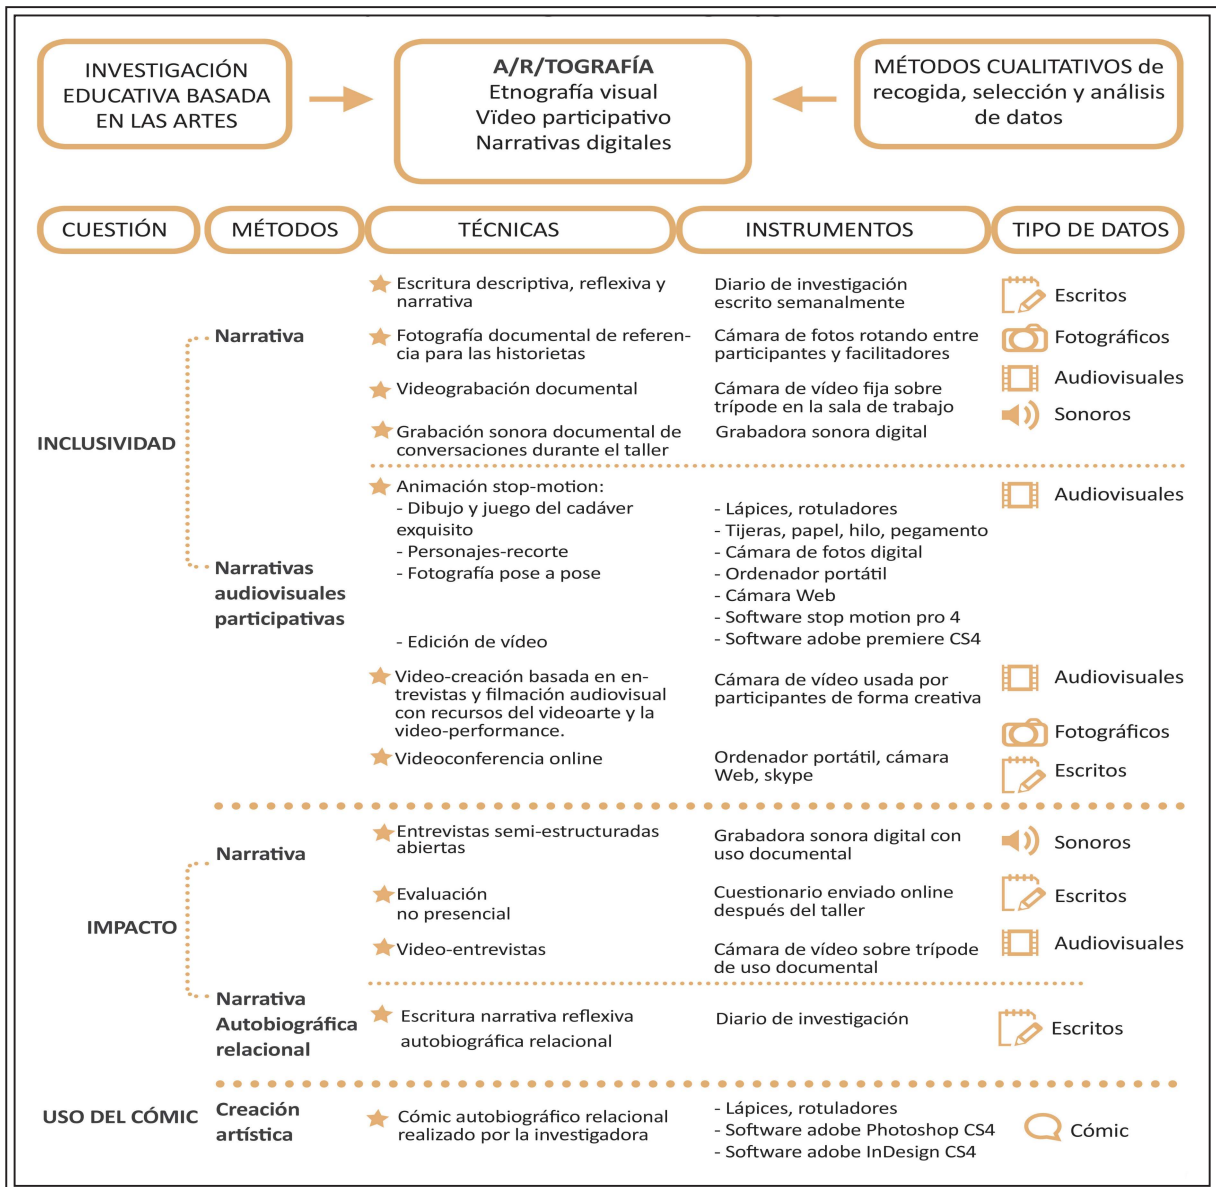 INVESTIGACIÓN
EDUCATIVA BASADA
EN LAS ARTES
A/R/TOGRAFÍA
Etnografía visual
Vïdeo participativo
Narrativas digitales
MÉTODOS CUALITATIVOS de
recogida, selección y análisis
de datos
CUESTIÓN
MÉTODOS
TÉCNICAS
INSTRUMENTOS
TIPO DE DATOS
INCLUSIVIDAD
Narrativa
Escritura descriptiva, reflexiva y
narrativa
Diario de investigación
escrito semanalmente
Escritos
Fotografía documental de referen-
cia para las historietas
Cámara de fotos rotando entre
participantes y facilitadores
Fotográficos
Videograbación documental
Cámara de vídeo fija sobre
trípode en la sala de trabajo
Audiovisuales
Grabación sonora documental de
conversaciones durante el taller
Grabadora sonora digital
Sonoros
Narrativas
audiovisuales
participativas
Animación stop-motion:
- Dibujo y juego del cadáver
exquisito
- Personajes-recorte
- Fotografía pose a pose
- Edición de vídeo
- Lápices, rotuladores
- Tijeras, papel, hilo, pegamento
- Cámara de fotos digital
- Ordenador portátil
- Cámara Web
- Software stop motion pro 4
- Software adobe premiere CS4
Audiovisuales
Video-creación basada en en-
trevistas y filmación audiovisual
con recursos del videoarte y la
video-performance.
Cámara de vídeo usada por
participantes de forma creativa
Audiovisuales
Fotográficos
Videoconferencia online
Ordenador portátil, cámara
Web, skype
Escritos
IMPACTO
Narrativa
Entrevistas semi-estructuradas
abiertas
Grabadora sonora digital con
uso documental
Sonoros
Evaluación
no presencial
Cuestionario enviado online
después del taller
Escritos
Video-entrevistas
Cámara de vídeo sobre trípode
de uso documental
Audiovisuales
Narrativa
Autobiográfica
relacional
Escritura narrativa reflexiva
autobiográfica relacional
Diario de investigación
Escritos
USO DEL CÓMIC
Creación
artística
Cómic autobiográfico relacional
realizado por la investigadora
- Lápices, rotuladores
- Software adobe Photoshop CS4
- Software adobe InDesign CS4
Cómic